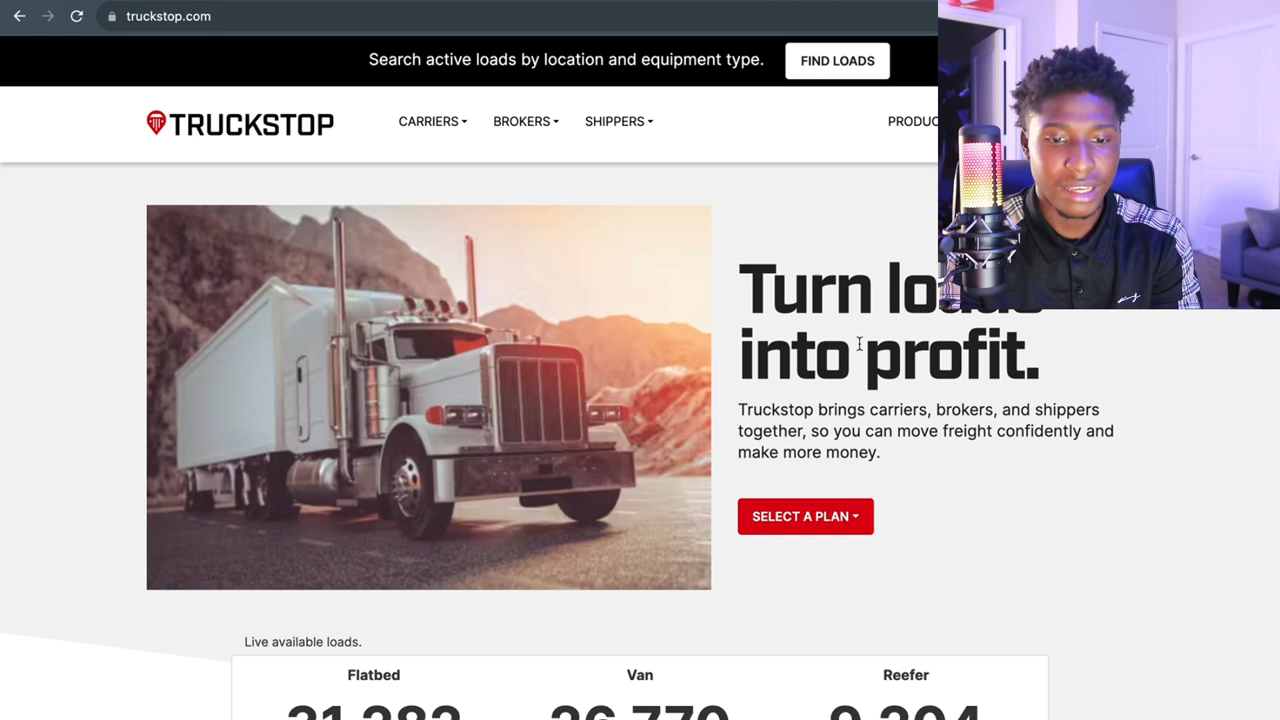 truckstop.com
Search active loads by location and equipment type.
FIND LOADS
TRUCKSTOP
CARRIERS
BROKERS
SHIPPERS
Turn
into profit.
Truckstop brings carriers, brokers, and shippers
together, so you can move freight confidently and
make more money.
SELECT A PLAN
Live available loads.
Flatbed
Van
Reefer